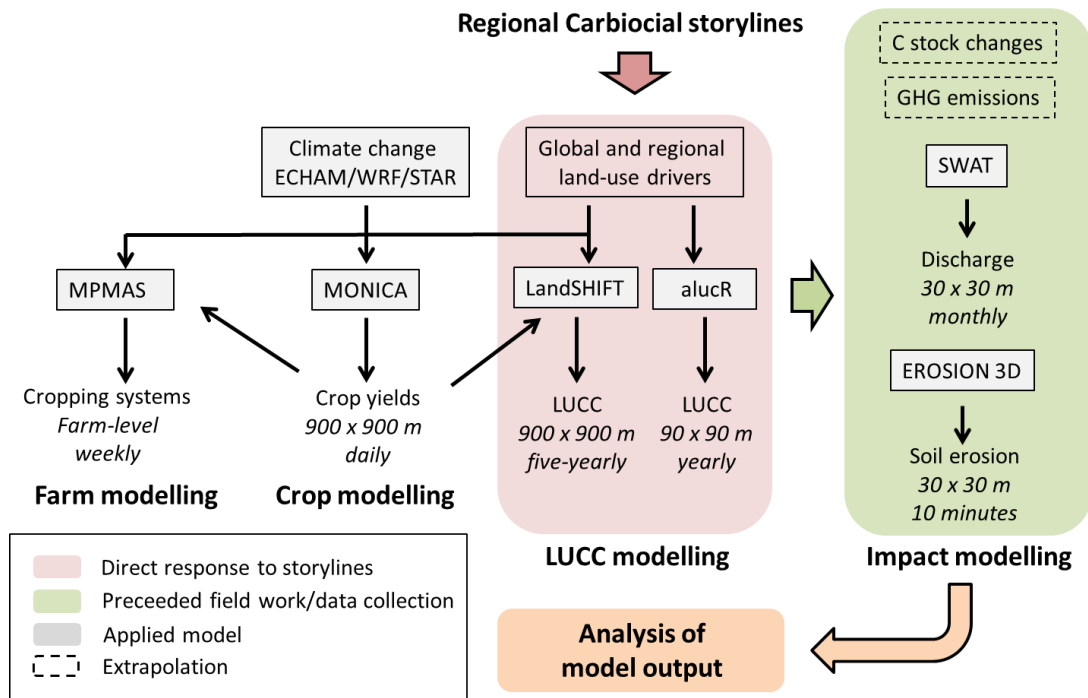 Regional Carbiocial storylines
Climate change
ECHAM/WRF/STAR
Global and regional
land-use drivers
MPMAS
MONICA
LandSHIFT
alucR
Cropping systems
Farm-level
weekly
Crop yields
900 x 900 m
daily
LUCC
900 x 900 m
five-yearly
LUCC
90 x 90 m
yearly
Farm modelling
Crop modelling
LUCC modelling
C stock changes
GHG emissions
SWAT
Discharge
30 x 30 m
monthly
EROSION 3D
Soil erosion
30 x 30 m
10 minutes
Impact modelling
Direct response to storylines
Preceeded field work/data collection
Applied model
Extrapolation
Analysis of
model output